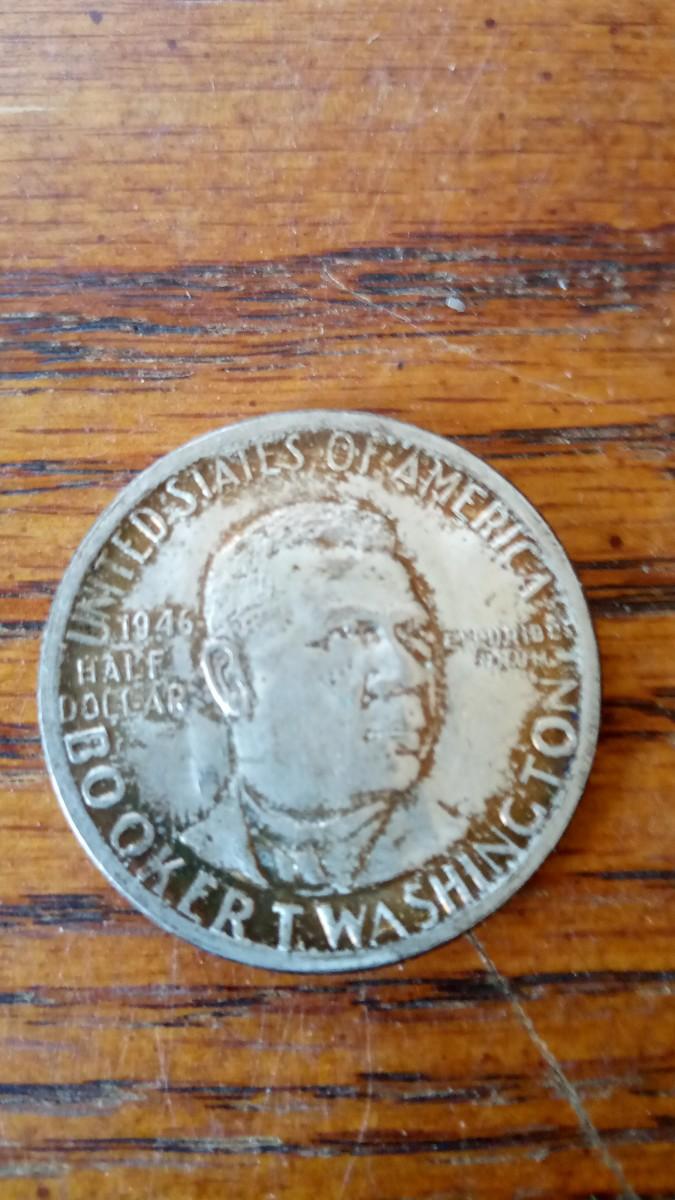 UNITED STATES OF AMERICA
1946
HALF
DOLLAR
BOOKER T. WASHINGTON